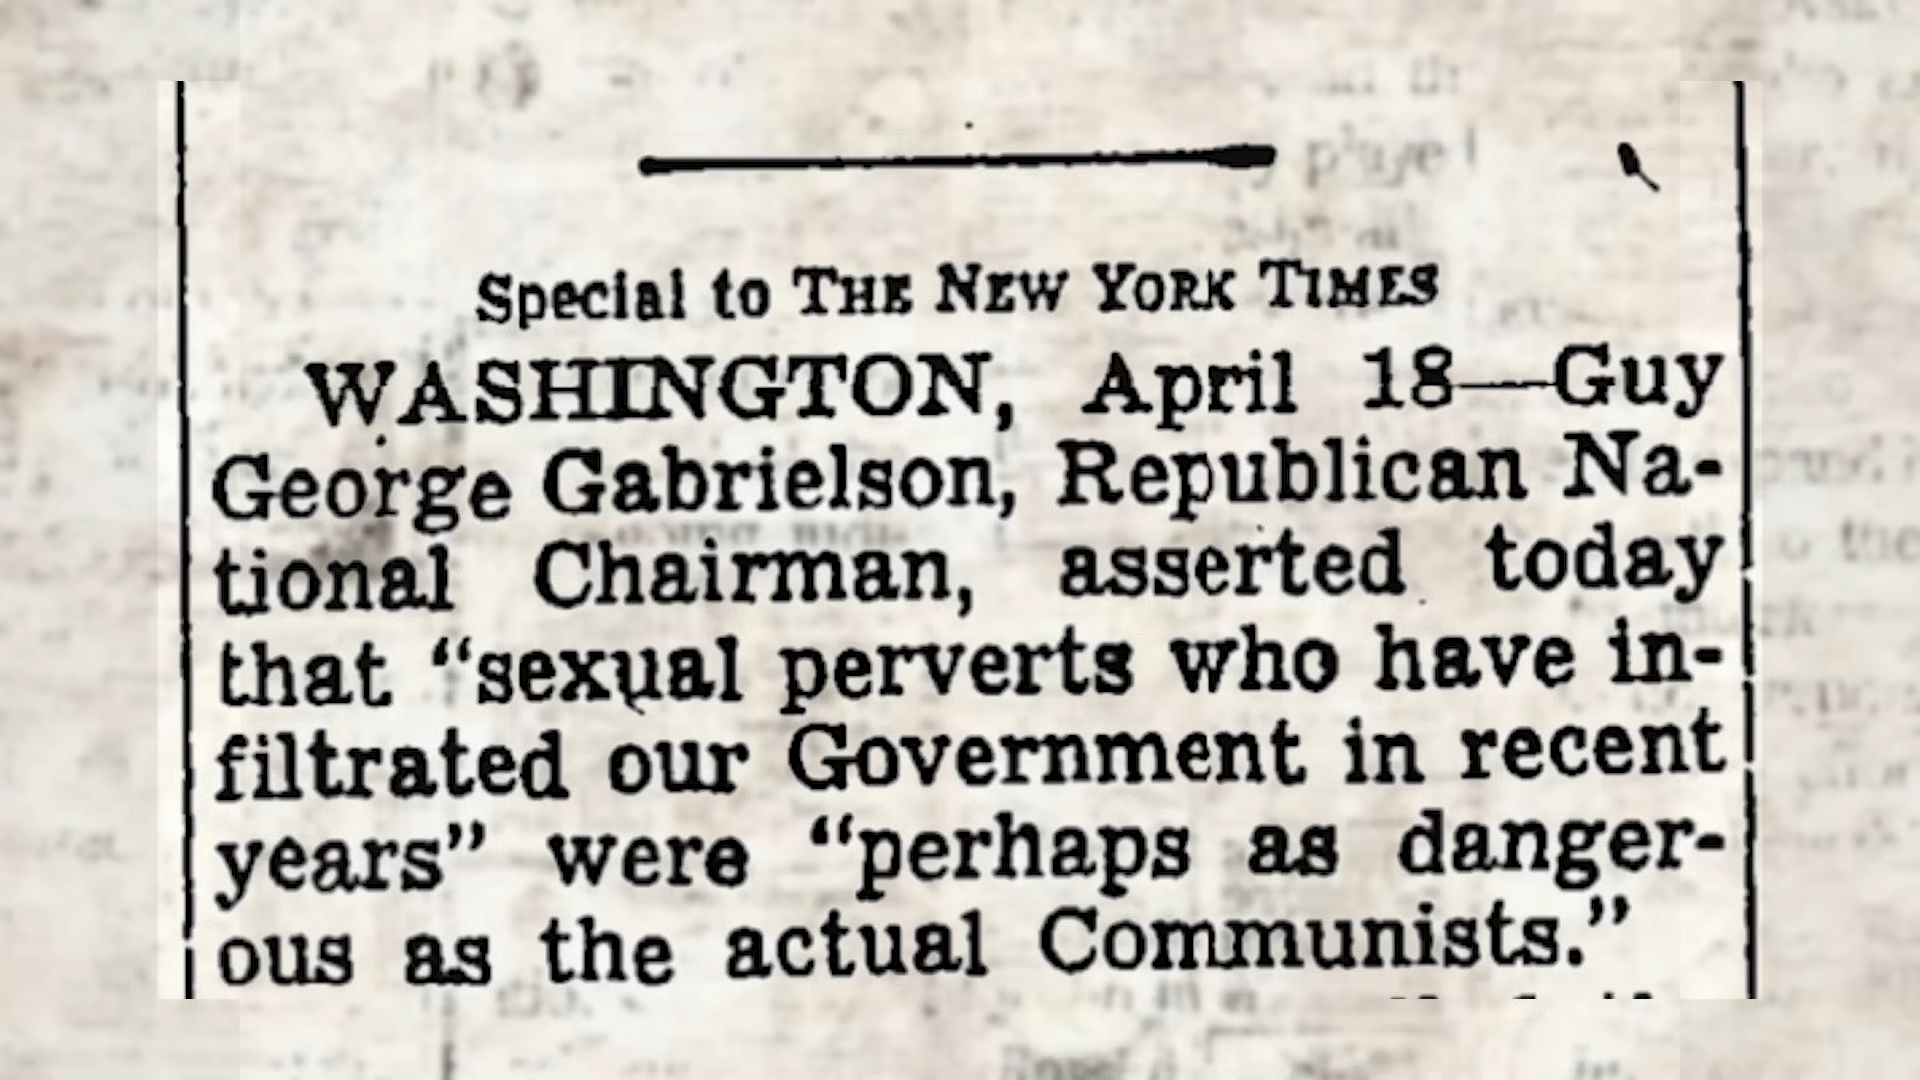 Special to THE NEW YORK TIMES
WASHINGTON, April 18—Guy
George Gabrielson, Republican Na-
tional Chairman, asserted today
that “sexual perverts who have in-
filtrated our Government in recent
years” were “perhaps as danger-
ous as the actual Communists.”